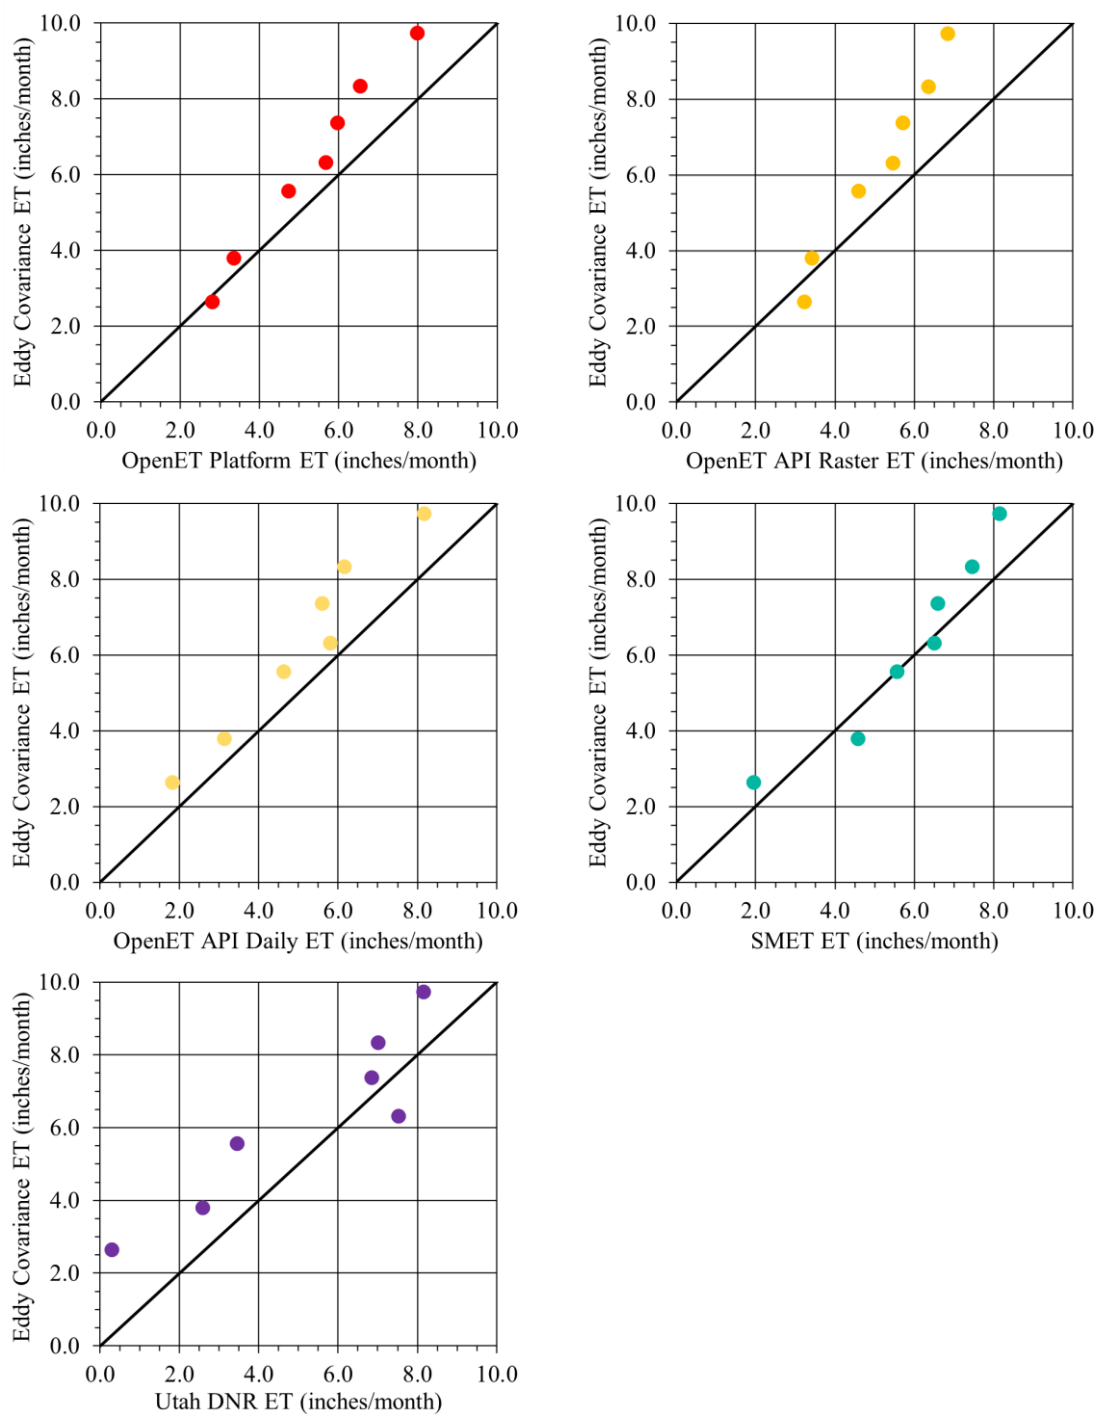 Eddy Covariance ET (inches/month)
10.0
8.0
6.0
4.0
2.0
0.0
0.0 2.0 4.0 6.0 8.0 10.0
OpenET Platform ET (inches/month)
Eddy Covariance ET (inches/month)
10.0
8.0
6.0
4.0
2.0
0.0
0.0 2.0 4.0 6.0 8.0 10.0
OpenET API Raster ET (inches/month)
Eddy Covariance ET (inches/month)
10.0
8.0
6.0
4.0
2.0
0.0
0.0 2.0 4.0 6.0 8.0 10.0
OpenET API Daily ET (inches/month)
Eddy Covariance ET (inches/month)
10.0
8.0
6.0
4.0
2.0
0.0
0.0 2.0 4.0 6.0 8.0 10.0
SMET ET (inches/month)
Eddy Covariance ET (inches/month)
10.0
8.0
6.0
4.0
2.0
0.0
0.0 2.0 4.0 6.0 8.0 10.0
Utah DNR ET (inches/month)